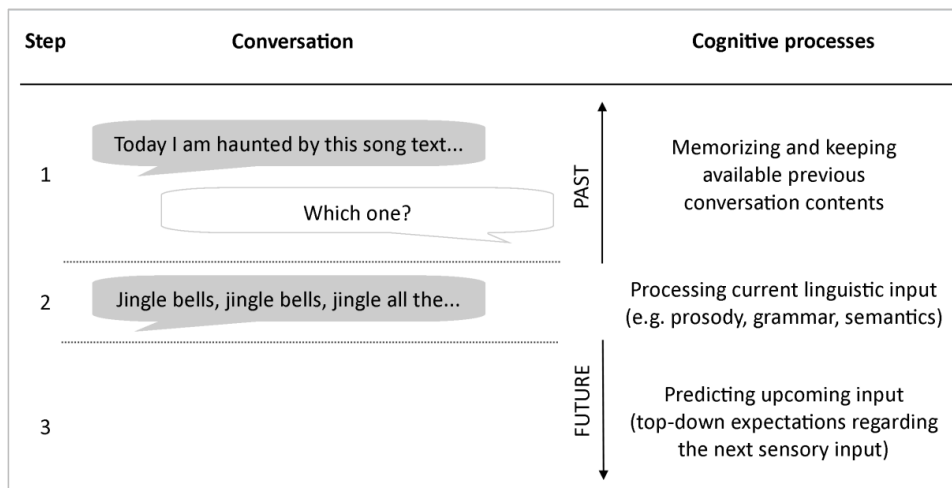 Step
Conversation
Cognitive processes
1
Today I am haunted by this song text...
Which one?
PAST
Memorizing and keeping
available previous
conversation contents
2
Jingle bells, jingle bells, jingle all the...
Processing current linguistic input
(e.g. prosody, grammar, semantics)
3
FUTURE
Predicting upcoming input
(top-down expectations regarding
the next sensory input)